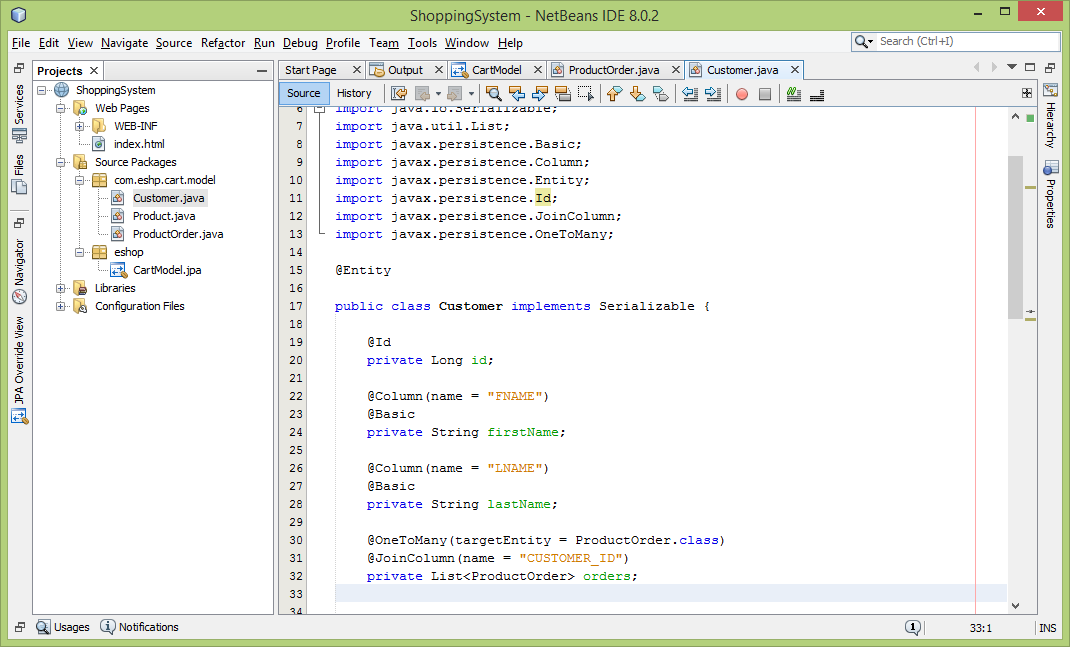 ShoppingSystem - NetBeans IDE 8.0.2
File Edit View Navigate Source Refactor Run Debug Profile Team Tools Window Help
Search (Ctrl+I)
Services
Files
Navigator
JPA Override View
Projects
ShoppingSystem
Web Pages
WEB-INF
index.html
Source Packages
com.eshp.cart.model
Customer.java
Product.java
ProductOrder.java
eshop
CartModel.jpa
Libraries
Configuration Files
Start Page Output CartModel ProductOrder.java Customer.java
Source History
6 import java.io.Serializable;
7 import java.util.List;
8 import javax.persistence.Basic;
9 import javax.persistence.Column;
10 import javax.persistence.Entity;
11 import javax.persistence.Id;
12 import javax.persistence.JoinColumn;
13 import javax.persistence.OneToMany;
14
15 @Entity
16
17 public class Customer implements Serializable {
18
19 @Id
20 private Long id;
21
22 @Column(name = "FNAME")
23 @Basic
24 private String firstName;
25
26 @Column(name = "LNAME")
27 @Basic
28 private String lastName;
29
30 @OneToMany(targetEntity = ProductOrder.class)
31 @JoinColumn(name = "CUSTOMER_ID")
32 private List<ProductOrder> orders;
33
34
Hierarchy
Properties
Usages Notifications
1
33:1 INS